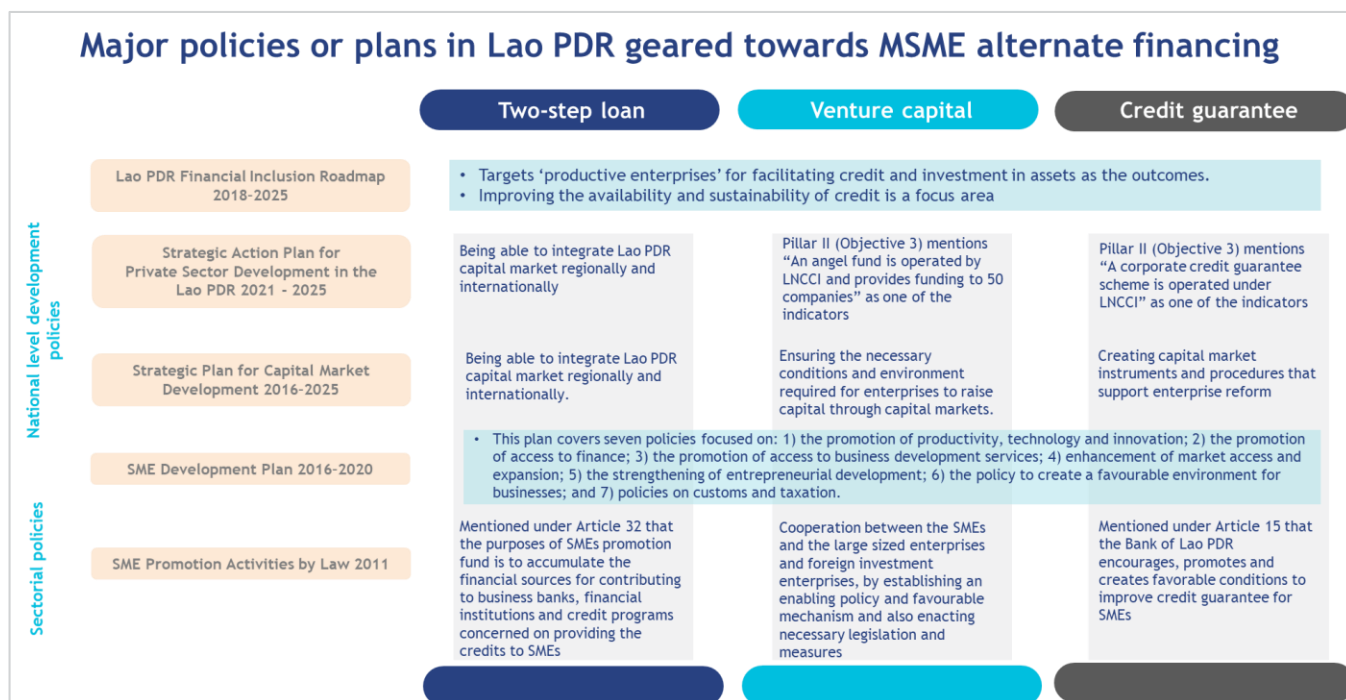 Major policies or plans in Lao PDR geared towards MSME alternate financing
Two-step loan
Venture capital
Credit guarantee
National level development
policies
Lao PDR Financial Inclusion Roadmap
2018-2025
• Targets ‘productive enterprises’ for facilitating credit and investment in assets as the outcomes.
• Improving the availability and sustainability of credit is a focus area
Strategic Action Plan for
Private Sector Development in the
Lao PDR 2021 - 2025
Being able to integrate Lao PDR
capital market regionally and
internationally
Pillar II (Objective 3) mentions
“An angel fund is operated by
LNCCI and provides funding to 50
companies” as one of the
indicators
Pillar II (Objective 3) mentions
“A corporate credit guarantee
scheme is operated under
LNCCI” as one of the indicators
Strategic Plan for Capital Market
Development 2016-2025
Being able to integrate Lao PDR
capital market regionally and
internationally.
Ensuring the necessary
conditions and environment
required for enterprises to raise
capital through capital markets.
Creating capital market
instruments and procedures that
support enterprise reform
Sectorial policies
SME Development Plan 2016-2020
• This plan covers seven policies focused on: 1) the promotion of productivity, technology and innovation; 2) the promotion
of access to finance; 3) the promotion of access to business development services; 4) enhancement of market access and
expansion; 5) the strengthening of entrepreneurial development; 6) the policy to create a favourable environment for
businesses; and 7) policies on customs and taxation.
SME Promotion Activities by Law 2011
Mentioned under Article 32 that
the purposes of SMEs promotion
fund is to accumulate the
financial sources for contributing
to business banks, financial
institutions and credit programs
concerned on providing the
credits to SMEs
Cooperation between the SMEs
and the large sized enterprises
and foreign investment
enterprises, by establishing an
enabling policy and favourable
mechanism and also enacting
necessary legislation and
measures
Mentioned under Article 15 that
the Bank of Lao PDR
encourages, promotes and
creates favorable conditions to
improve credit guarantee for
SMEs